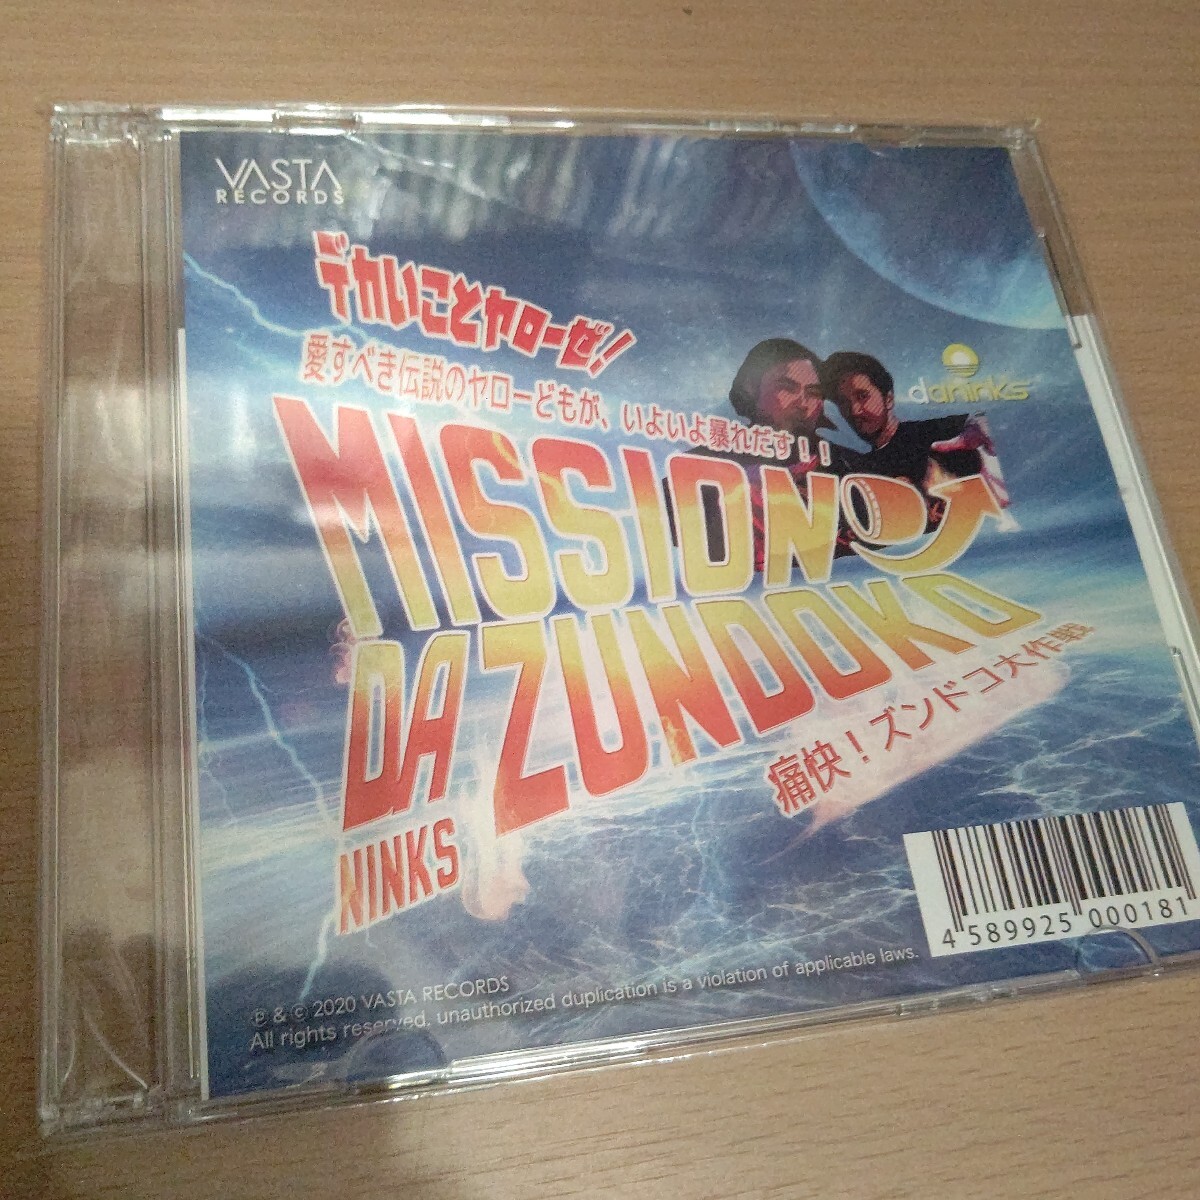 VASTA
RECORDS
デカいことヤローゼ!
愛すべき伝説のヤローどもが、いよいよ暴れだす!!
daninks
MISSION
DA ZUNDOKO
NINKS
痛快!ズンドコ大作戦
4 589925 000181
℗ & © 2020 VASTA RECORDS
All rights reserved. unauthorized duplication is a violation of applicable laws.